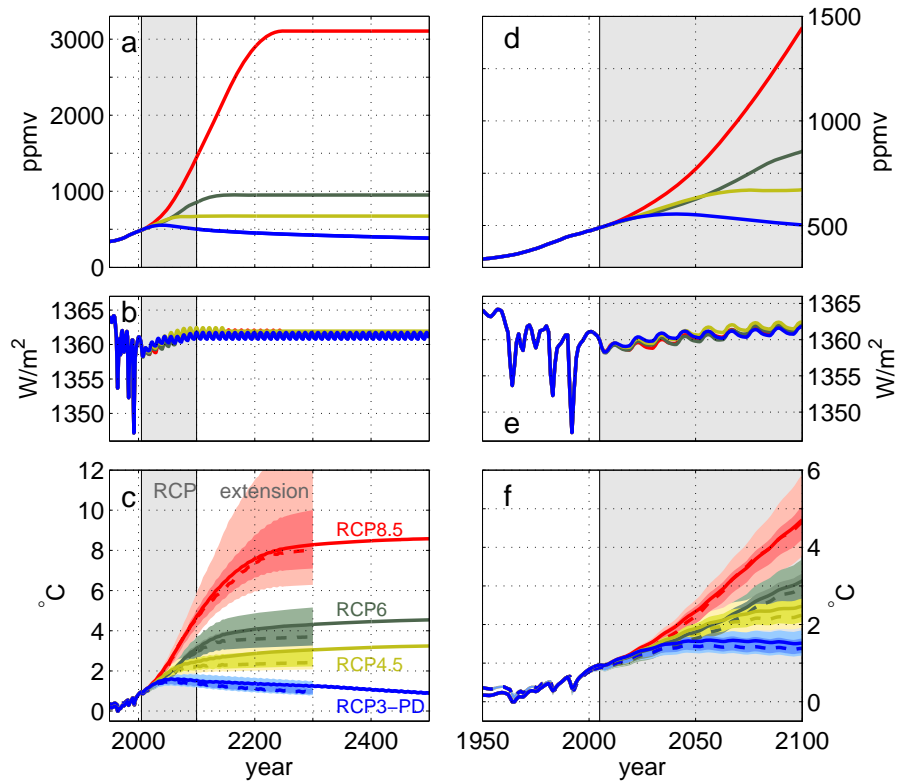 a
3000
2000
1000
0
ppmv
d
1500
1000
500
ppmv
b
1365
1360
1355
1350
W/m²
e
1365
1360
1355
1350
W/m²
c
RCP extension
12
10
8
6
4
2
0
°C
RCP8.5
RCP6
RCP4.5
RCP3−PD
2000 2200 2400
year
f
6
4
2
0
°C
1950 2000 2050 2100
year